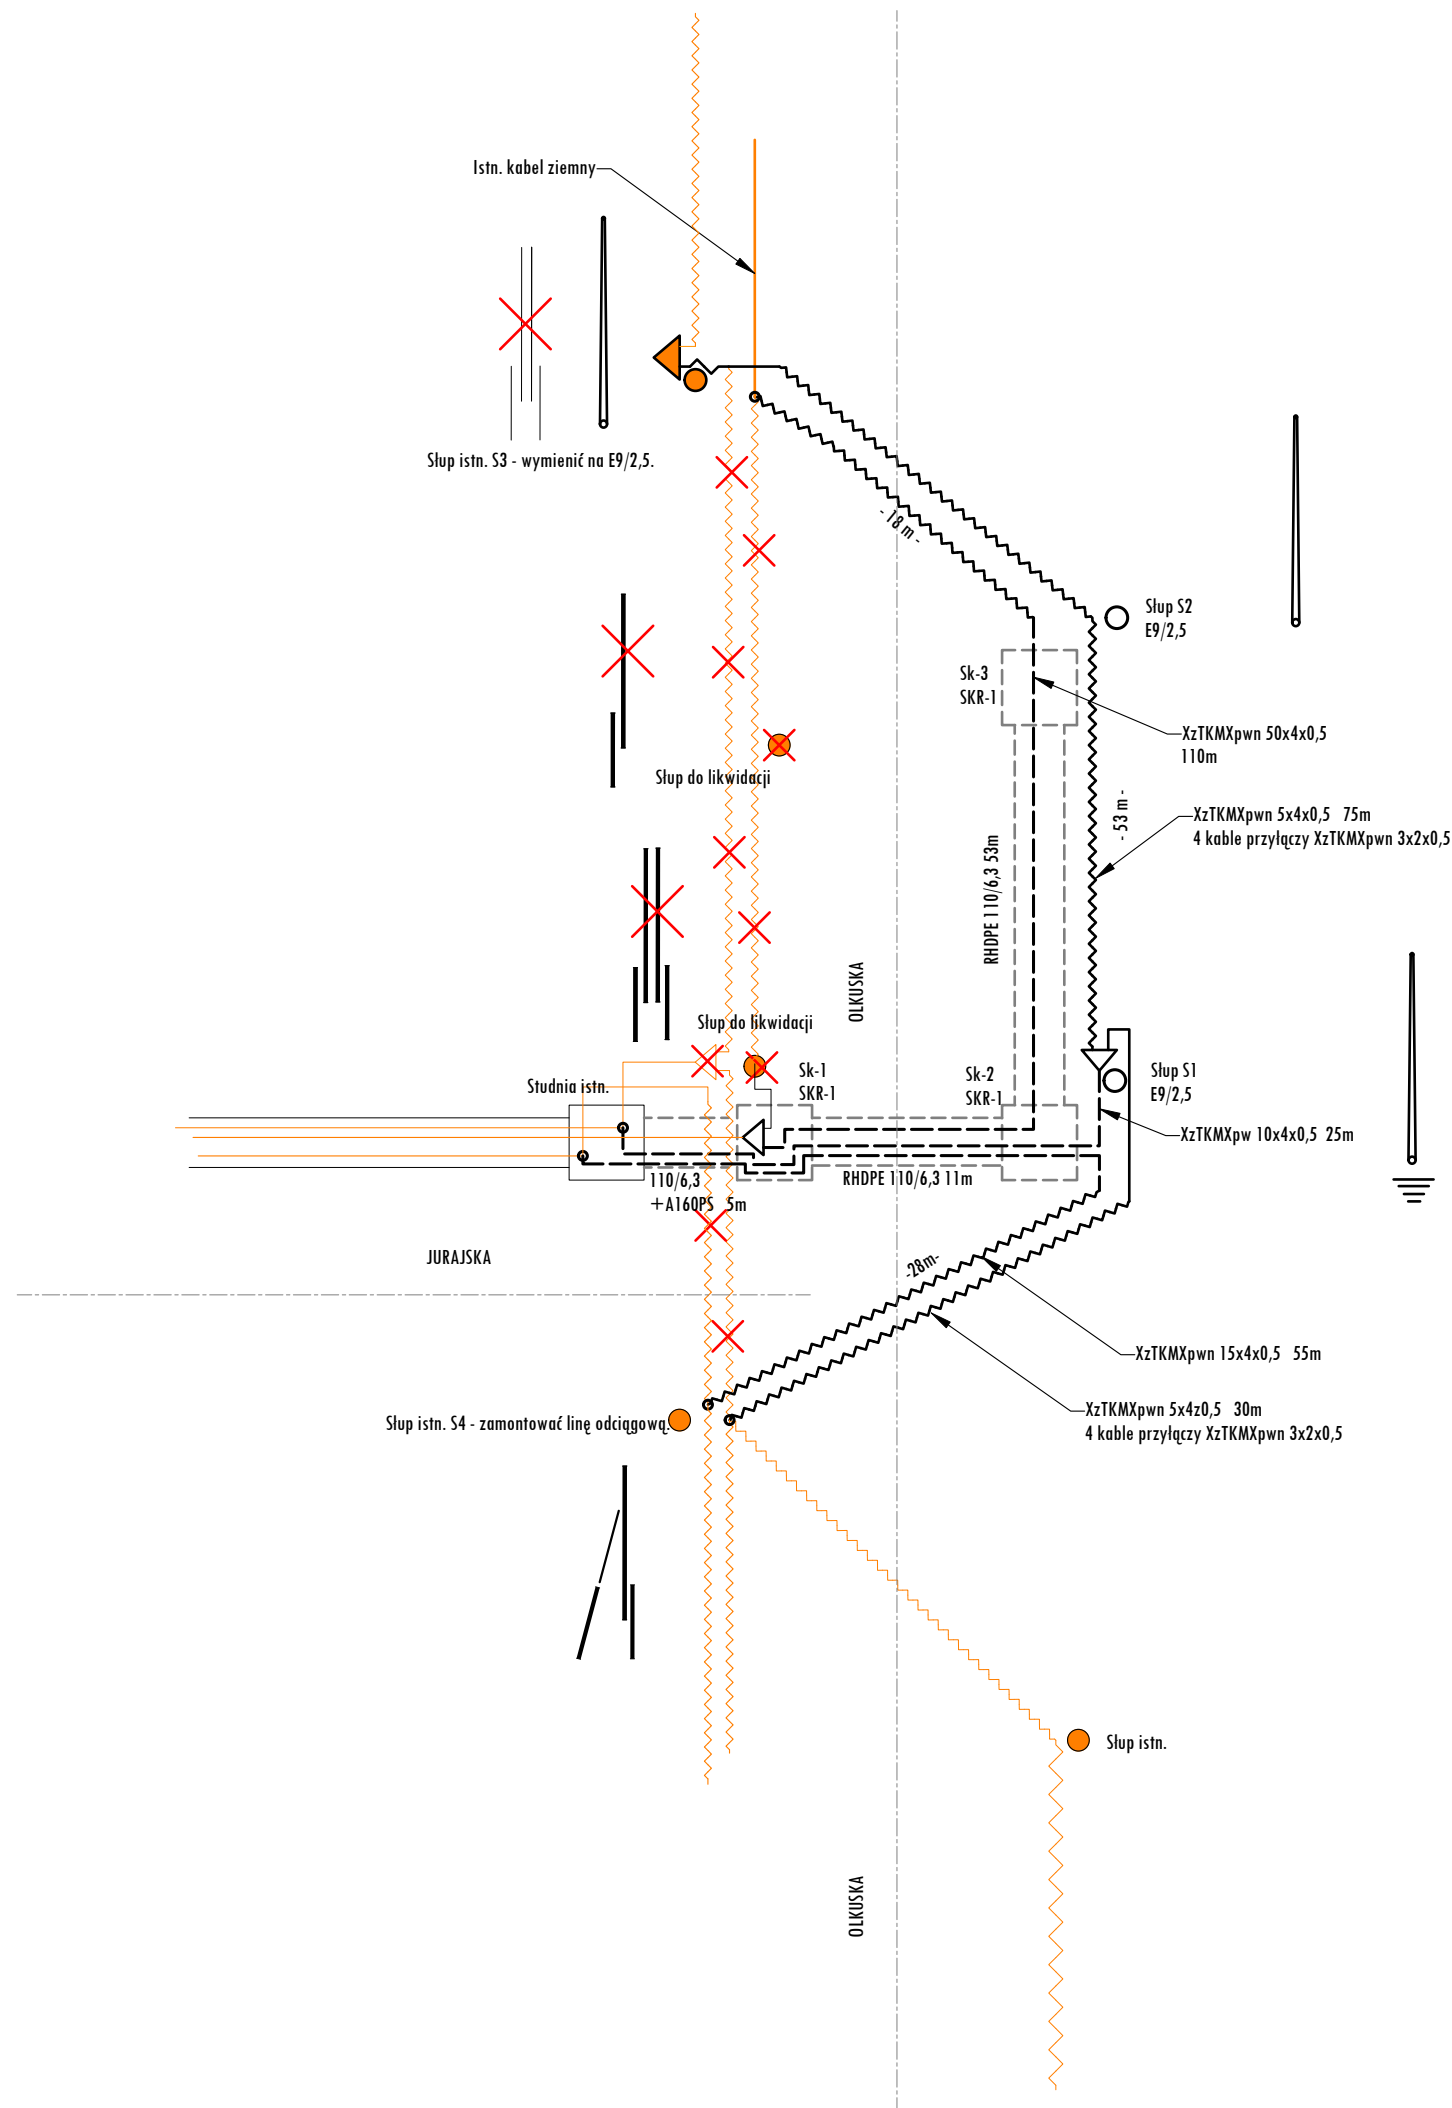 Istn. kabel ziemny
Słup istn. S3 - wymienić na E9/2,5.
- 18 m -
Słup S2
E9/2,5
Sk-3
SKR-1
XzTKMXpwn 50x4x0,5
110m
Słup do likwidacji
- 53 m -
XzTKMXpwn 5x4x0,5 75m
4 kable przyłączy XzTKMXpwn 3x2x0,5
RHDPE 110/6,3 53m
OLKUSKA
Słup do likwidacji
Studnia istn.
Sk-1
SKR-1
Sk-2
SKR-1
Słup S1
E9/2,5
XzTKMXpw 10x4x0,5 25m
110/6,3
+A160PS 5m
RHDPE 110/6,3 11m
JURAJSKA
-28m-
XzTKMXpwn 15x4x0,5 55m
Słup istn. S4 - zamontować linę odciągową.
XzTKMXpwn 5x4z0,5 30m
4 kable przyłączy XzTKMXpwn 3x2x0,5
Słup istn.
OLKUSKA